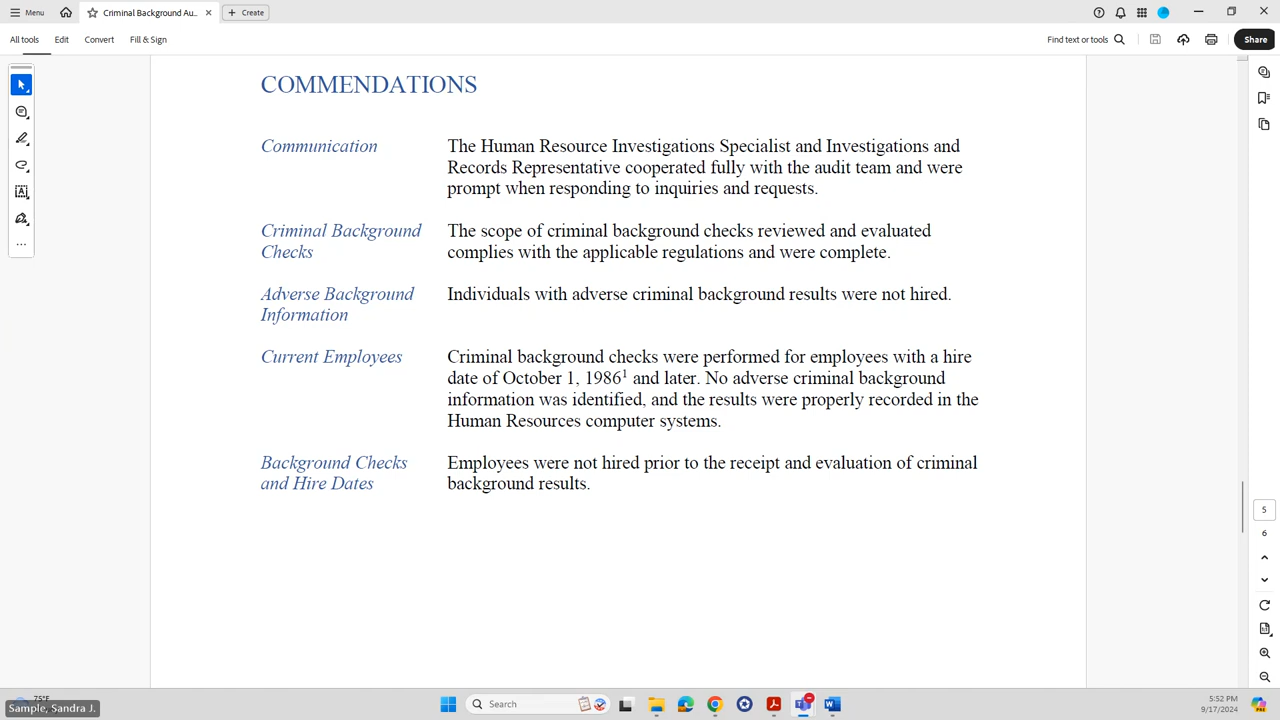 Menu
Criminal Background Au...
Create
All tools
Edit
Convert
Fill & Sign
Find text or tools
Share
COMMENDATIONS
Communication
The Human Resource Investigations Specialist and Investigations and
Records Representative cooperated fully with the audit team and were
prompt when responding to inquiries and requests.
Criminal Background
Checks
The scope of criminal background checks reviewed and evaluated
complies with the applicable regulations and were complete.
Adverse Background
Information
Individuals with adverse criminal background results were not hired.
Current Employees
Criminal background checks were performed for employees with a hire
date of October 1, 1986¹ and later. No adverse criminal background
information was identified, and the results were properly recorded in the
Human Resources computer systems.
Background Checks
and Hire Dates
Employees were not hired prior to the receipt and evaluation of criminal
background results.
5
6
75°F
Sample, Sandra J.
Search
5:52 PM
9/17/2024